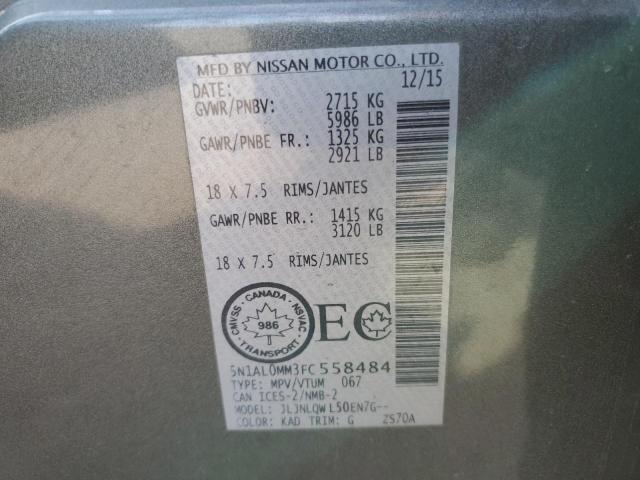 MFD BY NISSAN MOTOR CO., LTD.
DATE: 12/15
GVWR/PNBV: 2715 KG
5986 LB
GAWR/PNBE FR.: 1325 KG
2921 LB
18 X 7.5 RIMS/JANTES
GAWR/PNBE RR.: 1415 KG
3120 LB
18 X 7.5 RIMS/JANTES
CMVSS · CANADA · NSVAC · TRANSPORT ·
986
EC
5N1AL0MM3FC558484
TYPE: MPV/VTUM 067
CAN ICES-2/NMB-2
MODEL: JLJNLQWL50EN7G--
COLOR: KAD TRIM: G ZS70A